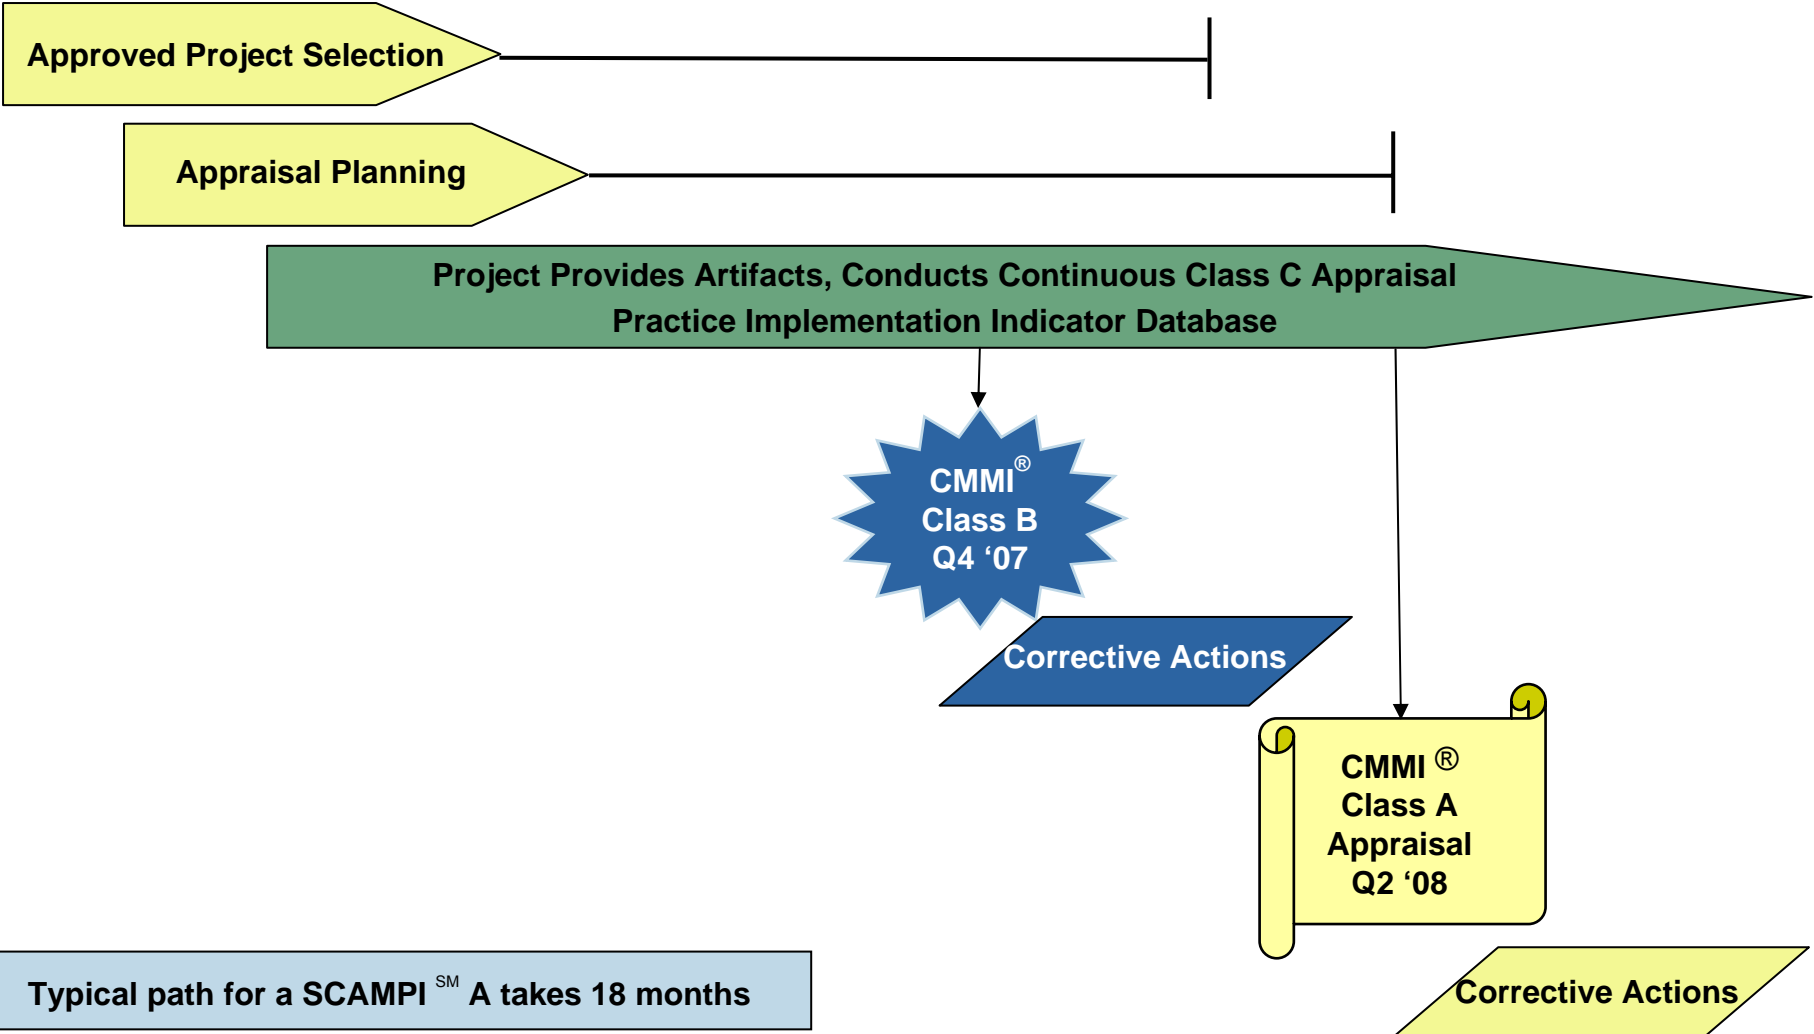 Approved Project Selection
Appraisal Planning
Project Provides Artifacts, Conducts Continuous Class C Appraisal
Practice Implementation Indicator Database
CMMI®
Class B
Q4 ‘07
Corrective Actions
CMMI ®
Class A
Appraisal
Q2 ‘08
Typical path for a SCAMPI SM A takes 18 months
Corrective Actions